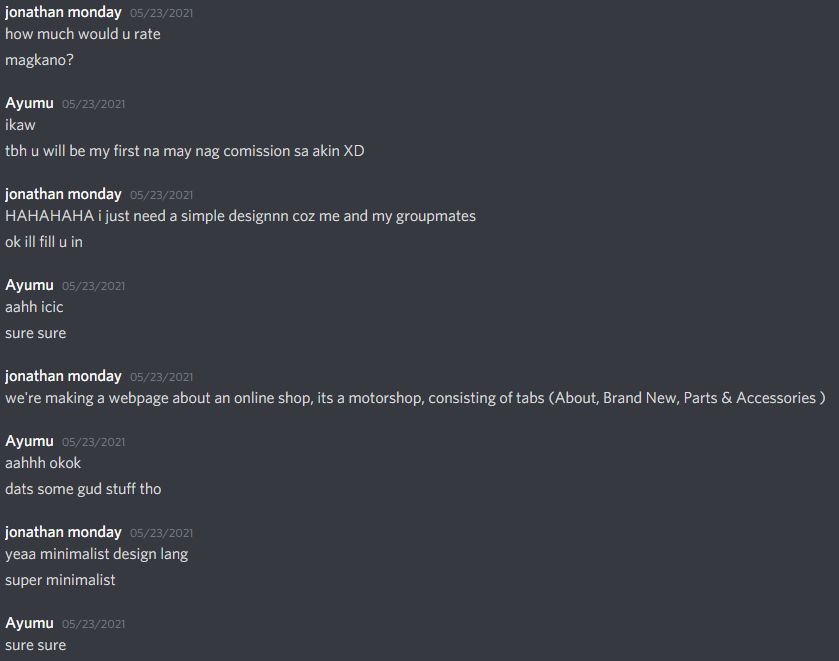 jonathan monday 05/23/2021
how much would u rate
magkano?
Ayumu 05/23/2021
ikaw
tbh u will be my first na may nag comission sa akin XD
jonathan monday 05/23/2021
HAHAHAHA i just need a simple designnn coz me and my groupmates
ok ill fill u in
Ayumu 05/23/2021
aahh icic
sure sure
jonathan monday 05/23/2021
we're making a webpage about an online shop, its a motorshop, consisting of tabs (About, Brand New, Parts & Accessories )
Ayumu 05/23/2021
aahhh okok
dats some gud stuff tho
jonathan monday 05/23/2021
yeaa minimalist design lang
super minimalist
Ayumu 05/23/2021
sure sure